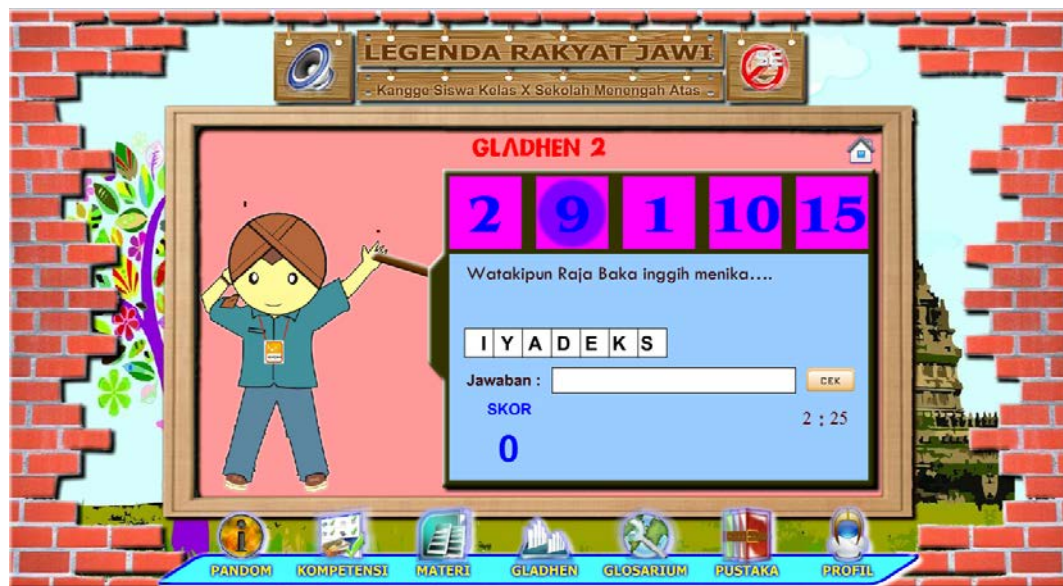 LEGENDA RAKYAT JAWI
Kangge Siswa Kelas X Sekolah Menengah Atas
GLADHEN 2
2 9 1 10 15
Watakipun Raja Baka inggih menika....
I Y A D E K S
Jawaban :
CEK
SKOR
2 : 25
0
PANDOM KOMPETENSI MATERI GLADHEN GLOSARIUM PUSTAKA PROFIL